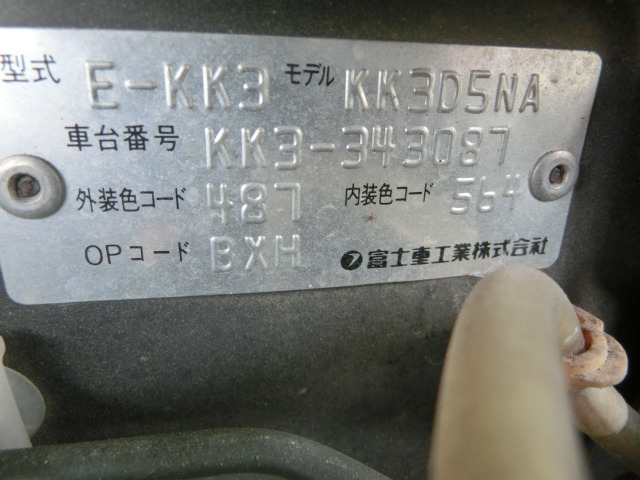 型式 E-KK3 モデル KK3D5NA
車台番号 KK3-343087
外装色コード 487 内装色コード 564
OPコード BXH フ 富士重工業株式会社